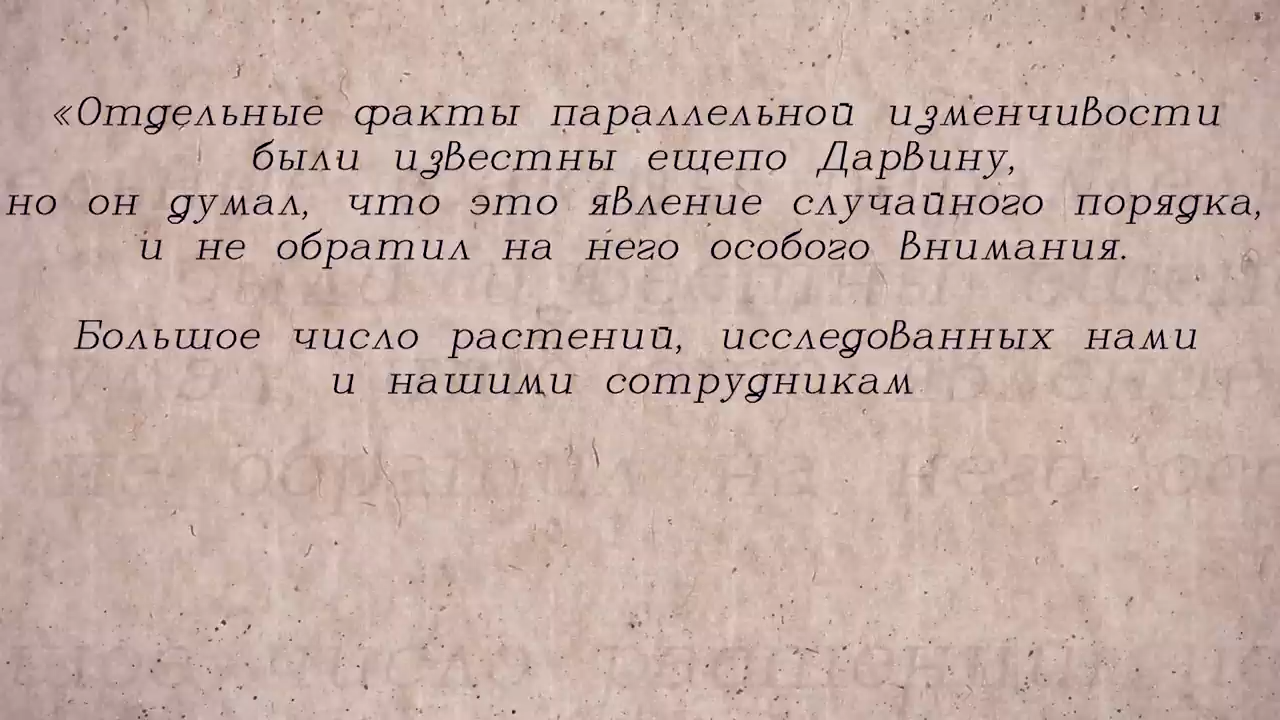 «Отдельные факты параллельной изменчивости
были известны ещепо Дарвину,
но он думал, что это явление случайного порядка,
и не обратил на него особого внимания.
Большое число растений, исследованных нами
и нашими сотрудникам